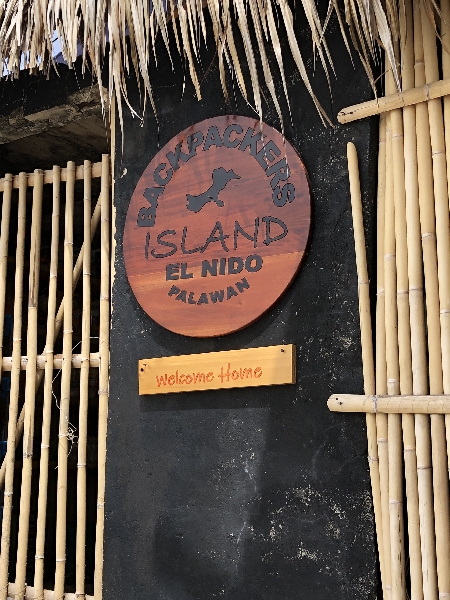 BACKPACKERS
ISLAND
EL NIDO
PALAWAN
Welcome Home